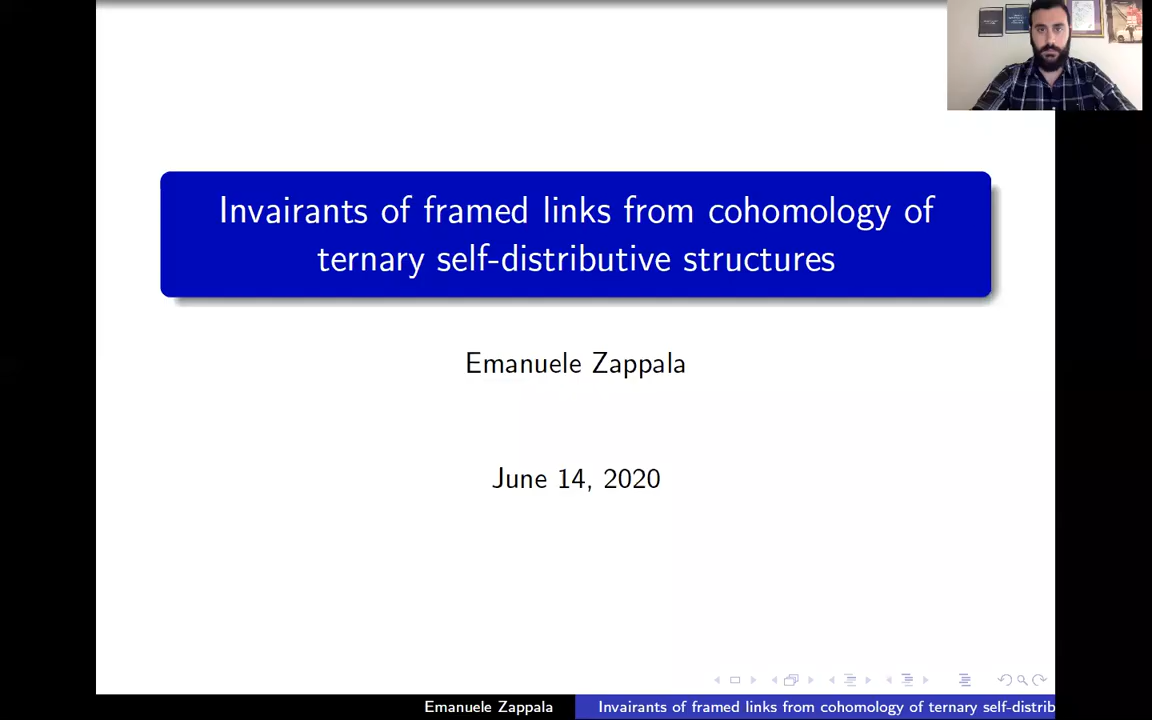 Invairants of framed links from cohomology of
ternary self-distributive structures
Emanuele Zappala
June 14, 2020
Emanuele Zappala
Invairants of framed links from cohomology of ternary self-distrib